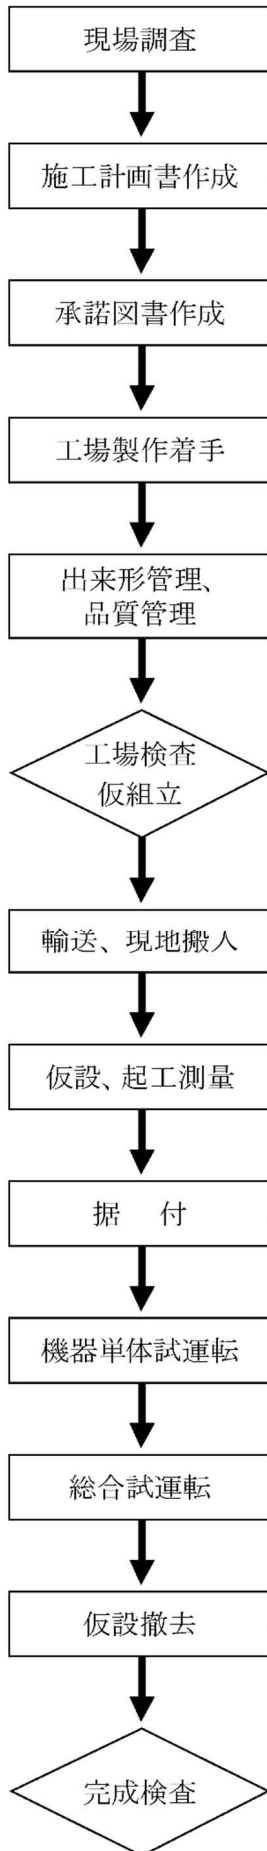 現場調査
施工計画書作成
承諾図書作成
工場製作着手
出来形管理、
品質管理
工場検査
仮組立
輸送、現地搬人
仮設、起工測量
据　付
機器単体試運転
総合試運転
仮設撤去
完成検査